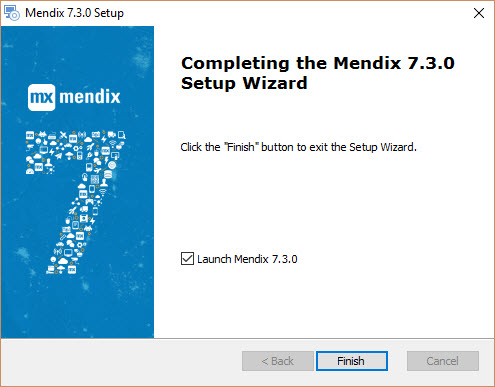 Mendix 7.3.0 Setup
mx mendix
Completing the Mendix 7.3.0
Setup Wizard
Click the "Finish" button to exit the Setup Wizard.
Launch Mendix 7.3.0
< Back
Finish
Cancel